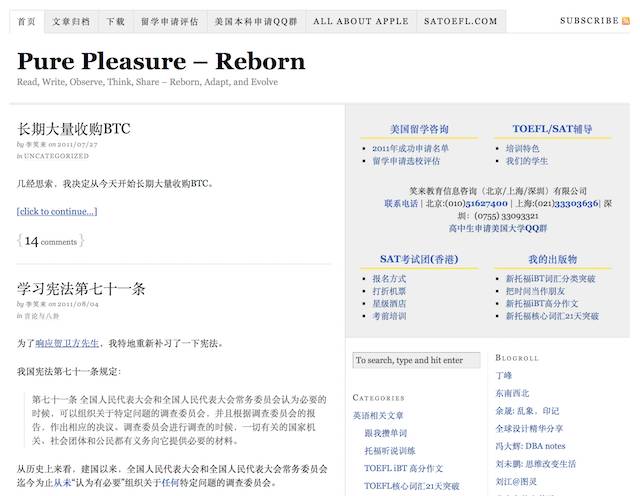 首页 文章归档 下载 留学申请评估 美国本科申请QQ群 ALL ABOUT APPLE SATOEFL.COM SUBSCRIBE
Pure Pleasure – Reborn
Read, Write, Observe, Think, Share – Reborn, Adapt, and Evolve
长期大量收购BTC
by 李笑来 on 2011/07/27
in UNCATEGORIZED
几经思索，我决定从今天开始长期大量收购BTC。
[click to continue…]
{ 14 comments }
学习宪法第七十一条
by 李笑来 on 2011/08/04
in 言论与八卦
为了响应贺卫方先生，我特地重新补习了一下宪法。
我国宪法第七十一条规定：
第七十一条 全国人民代表大会和全国人民代表大会常务委员会认为必要的
时候，可以组织关于特定问题的调查委员会，并且根据调查委员会的报
告，作出相应的决议。调查委员会进行调查的时候，一切有关的国家机
关、社会团体和公民都有义务向它提供必要的材料。
从历史上来看，建国以来，全国人民代表大会和全国人民代表大会常务委员会
迄今为止从未“认为有必要”组织关于任何特定问题的调查委员会。
美国留学咨询
2011年成功申请名单
留学申请选校评估
TOEFL/SAT辅导
培训特色
我们的学生
笑来教育信息咨询（北京/上海/深圳）有限公司
联系电话 | 北京:(010)51627400 | 上海:(021)33303636| 深
圳：(0755) 33093321
高中生申请美国大学QQ群
SAT考试团(香港)
报名方式
打折机票
星级酒店
考前培训
我的出版物
新托福iBT词汇分类突破
把时间当作朋友
新托福iBT高分作文
新托福核心词汇21天突破
To search, type and hit enter
CATEGORIES
英语相关文章
跟我攒单词
托福听说训练
TOEFL iBT 高分作文
TOEFL核心词汇21天突破
BLOGROLL
丁峰
东南西北
余晟: 乱象，印记
全球设计精华分享
冯大辉: DBA notes
刘未鹏: 思维改变生活
刘江@图灵